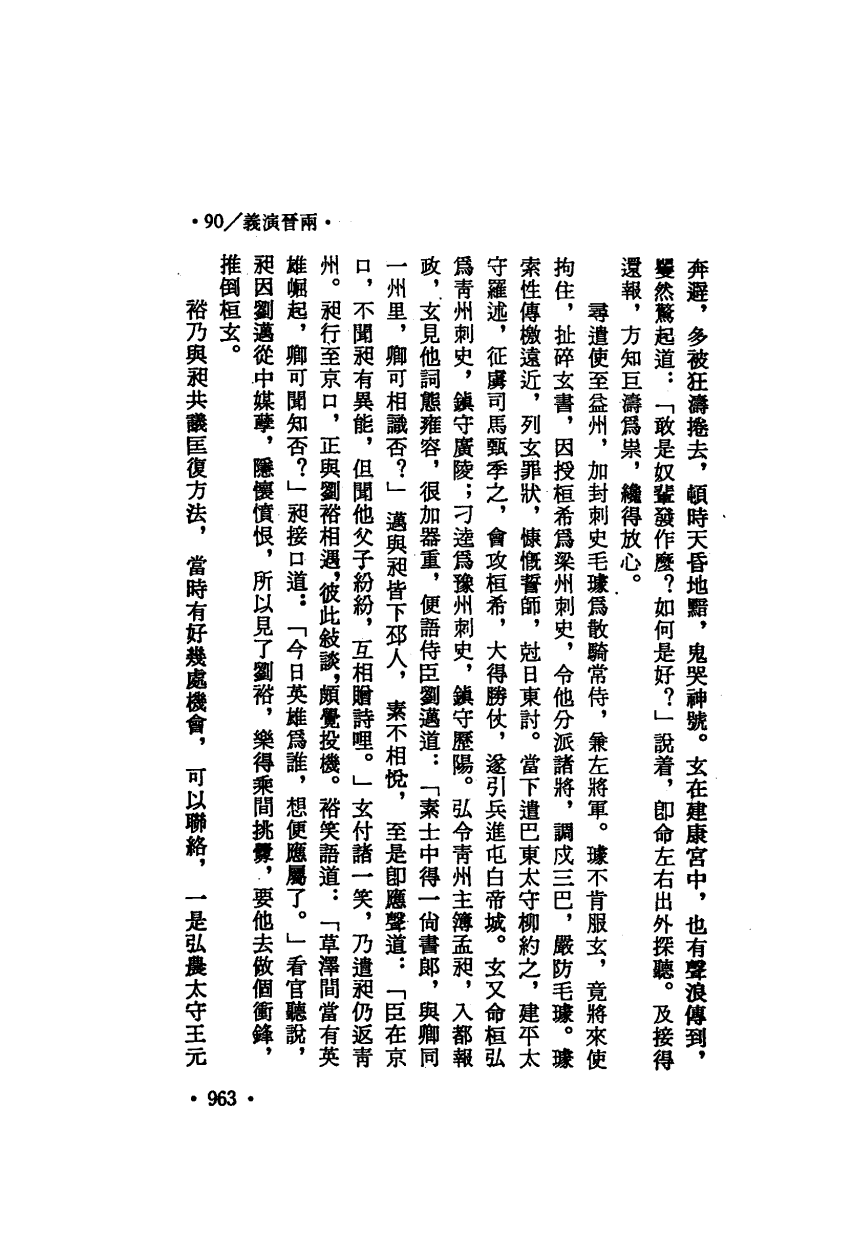 ·90／義演晉兩·
奔避，多被狂濤捲去，頓時天昏地黯，鬼哭神號。玄在建康宮中，也有聲浪傳到，
矍然驚起道：「敢是奴輩發作麼？如何是好？」說着，卽命左右出外探聽。及接得
還報，方知巨濤爲祟，纔得放心。
尋遣使至益州，加封刺史毛璩爲散騎常侍，兼左將軍。璩不肯服玄，竟將來使
拘住，扯碎玄書，因授桓希爲梁州刺史，令他分派諸將，調戍三巴，嚴防毛璩。璩
索性傳檄遠近，列玄罪狀，慷慨誓師，尅日東討。當下遣巴東太守柳約之，建平太
守羅述，征虜司馬甄季之，會攻桓希，大得勝仗，遂引兵進屯白帝城。玄又命桓弘
爲靑州刺史，鎮守廣陵；刁逵爲豫州刺史，鎮守歷陽。弘令靑州主簿孟昶，入都報
政，玄見他詞態雍容，很加器重，便語侍臣劉邁道：「素士中得一尙書郞，與卿同
一州里，卿可相識否？」邁與昶皆下邳人，素不相悅，至是卽應聲道：「臣在京
口，不聞昶有異能，但聞他父子紛紛，互相贈詩哩。」玄付諸一笑，乃遣昶仍返靑
州。昶行至京口，正與劉裕相遇，彼此敍談，頗覺投機。裕笑語道：「草澤間當有英
雄崛起，卿可聞知否？」昶接口道：「今日英雄爲誰，想便應屬了。」看官聽說，
昶因劉邁從中媒孽，隱懷憤恨，所以見了劉裕，樂得乘間挑釁，要他去做個衝鋒，
推倒桓玄。
裕乃與昶共議匡復方法，當時有好幾處機會，可以聯絡，一是弘農太守王元
·963·